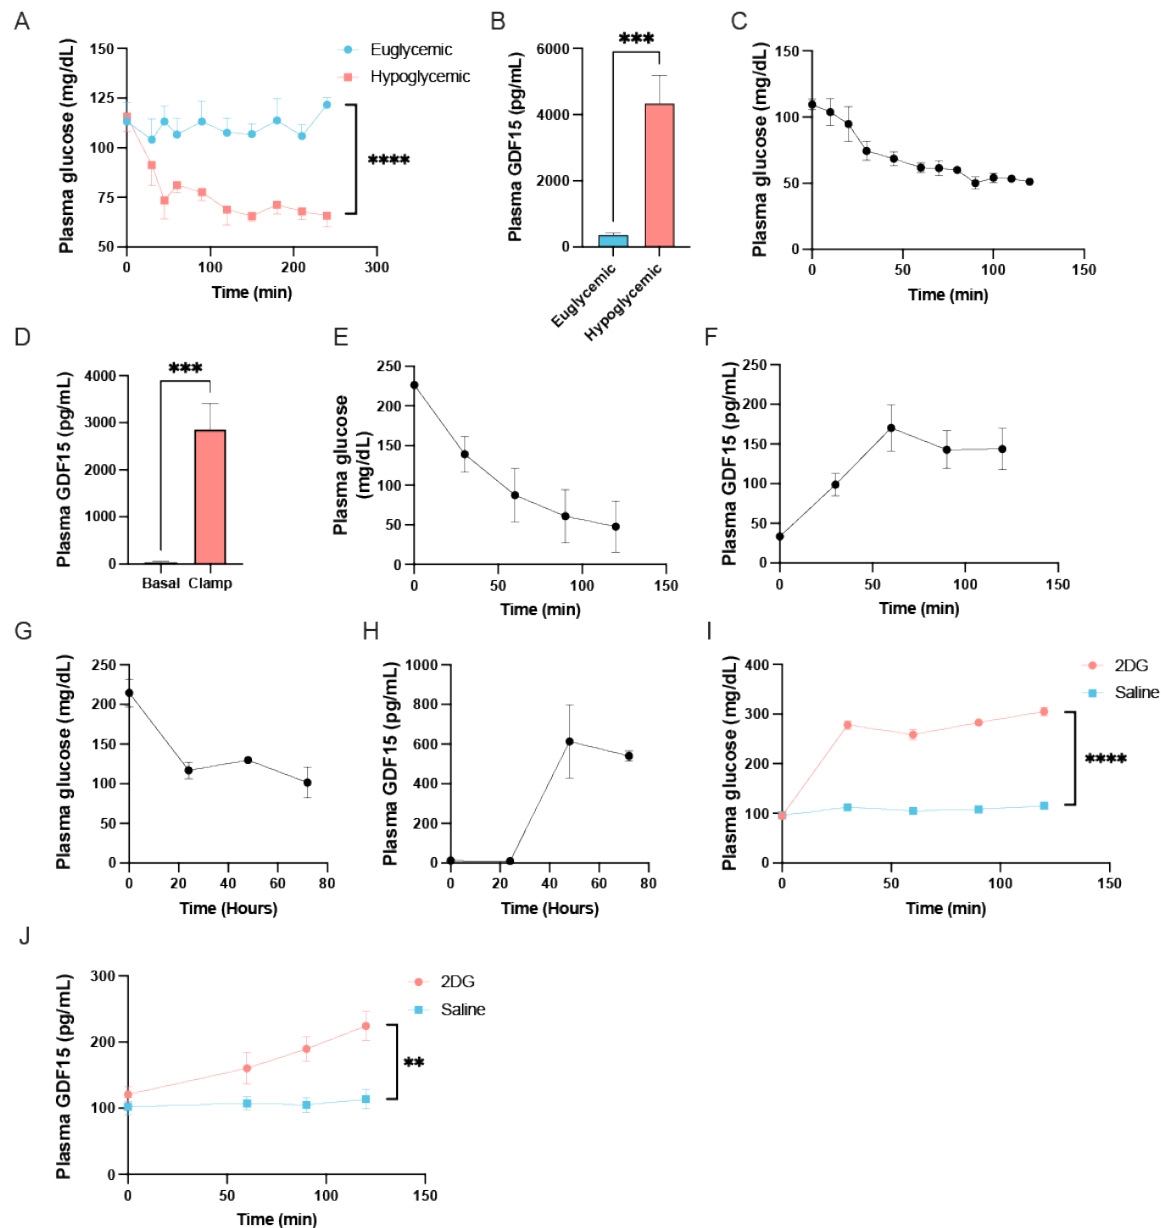 A
Plasma glucose (mg/dL)
150
125
100
75
50
0
100
200
300
Time (min)
Euglycemic
Hypoglycemic
****
B
Plasma GDF15 (pg/mL)
6000
4000
2000
0
***
Euglycemic
Hypoglycemic
C
Plasma glucose (mg/dL)
150
100
50
0
0
50
100
150
Time (min)
D
Plasma GDF15 (pg/mL)
4000
3000
2000
1000
0
***
Basal
Clamp
E
Plasma glucose
(mg/dL)
250
200
150
100
50
0
0
50
100
150
Time (min)
F
Plasma GDF15 (pg/mL)
250
200
150
100
50
0
0
50
100
150
Time (min)
G
Plasma glucose (mg/dL)
250
200
150
100
50
0
0
20
40
60
80
Time (Hours)
H
Plasma GDF15 (pg/mL)
1000
800
600
400
200
0
0
20
40
60
80
Time (Hours)
I
Plasma glucose (mg/dL)
400
300
200
100
0
0
50
100
150
Time (min)
2DG
Saline
****
J
Plasma GDF15 (pg/mL)
300
200
100
0
0
50
100
150
Time (min)
2DG
Saline
**